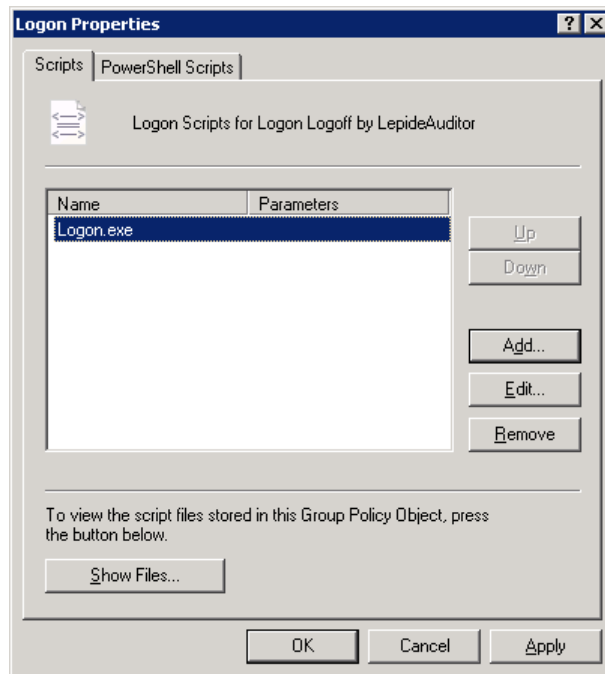 Logon Properties
Scripts
PowerShell Scripts
Logon Scripts for Logon Logoff by LepideAuditor
Name Parameters
Logon.exe
Up
Down
Add...
Edit...
Remove
To view the script files stored in this Group Policy Object, press
the button below.
Show Files...
OK Cancel Apply